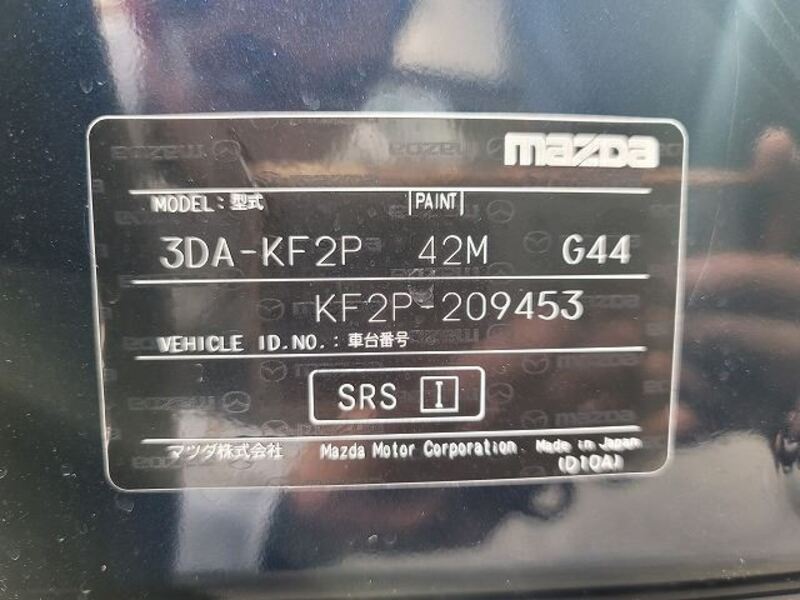 mazda
MODEL：型式 PAINT
3DA-KF2P 42M G44
KF2P-209453
VEHICLE ID.NO.：車台番号
SRS I
マツダ株式会社 Mazda Motor Corporation Made in Japan
(D10A)